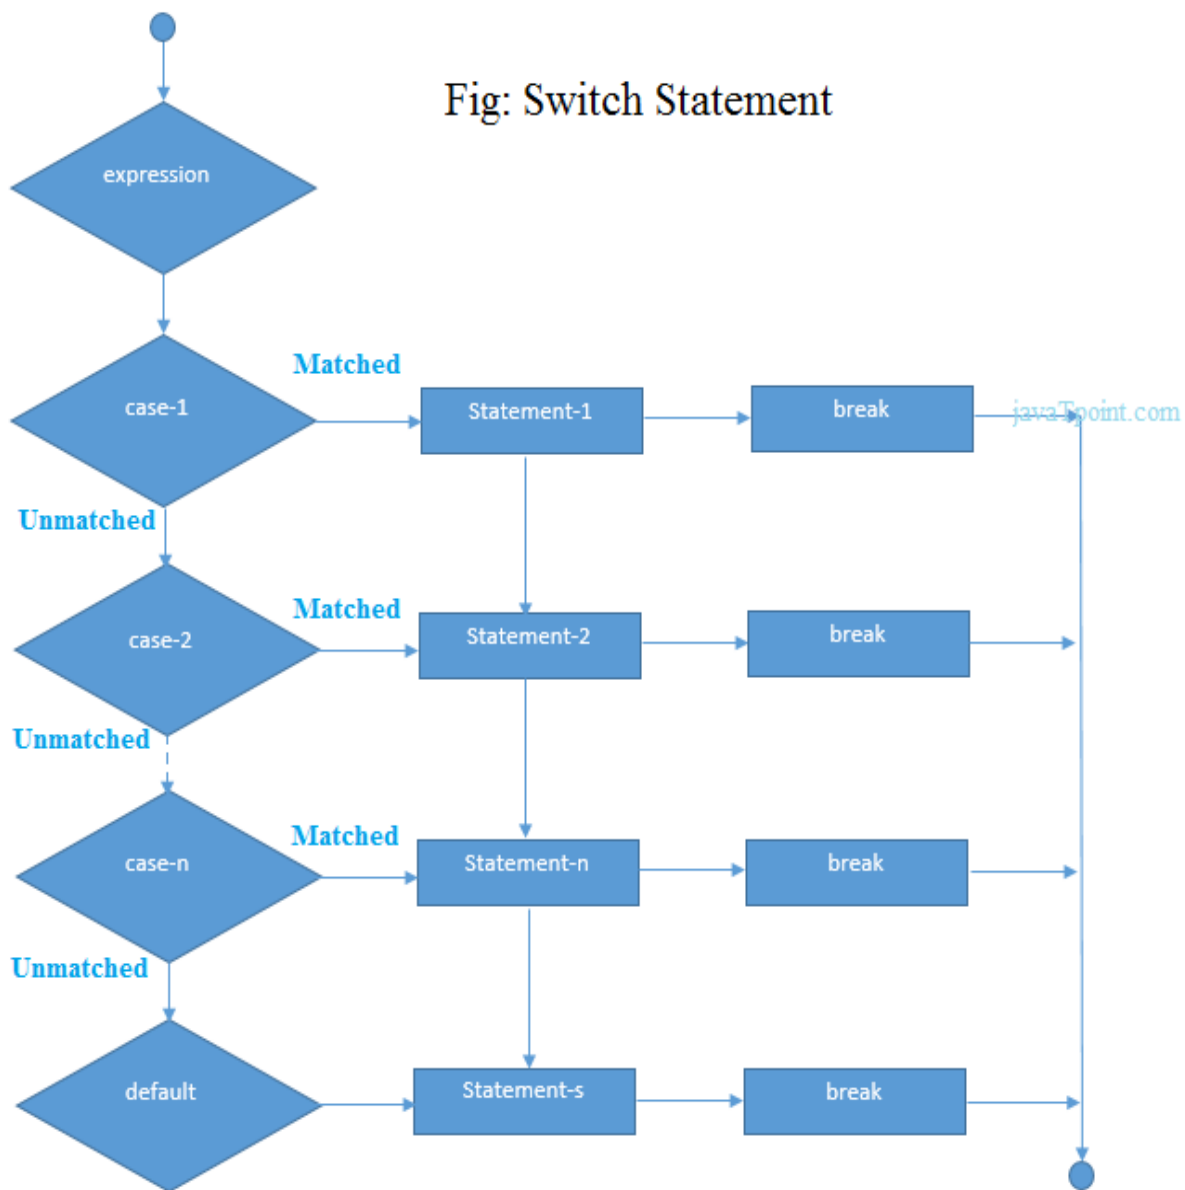 Fig: Switch Statement
expression
Matched
case-1
Statement-1
break
javaTpoint.com
Unmatched
Matched
case-2
Statement-2
break
Unmatched
Matched
case-n
Statement-n
break
Unmatched
default
Statement-s
break